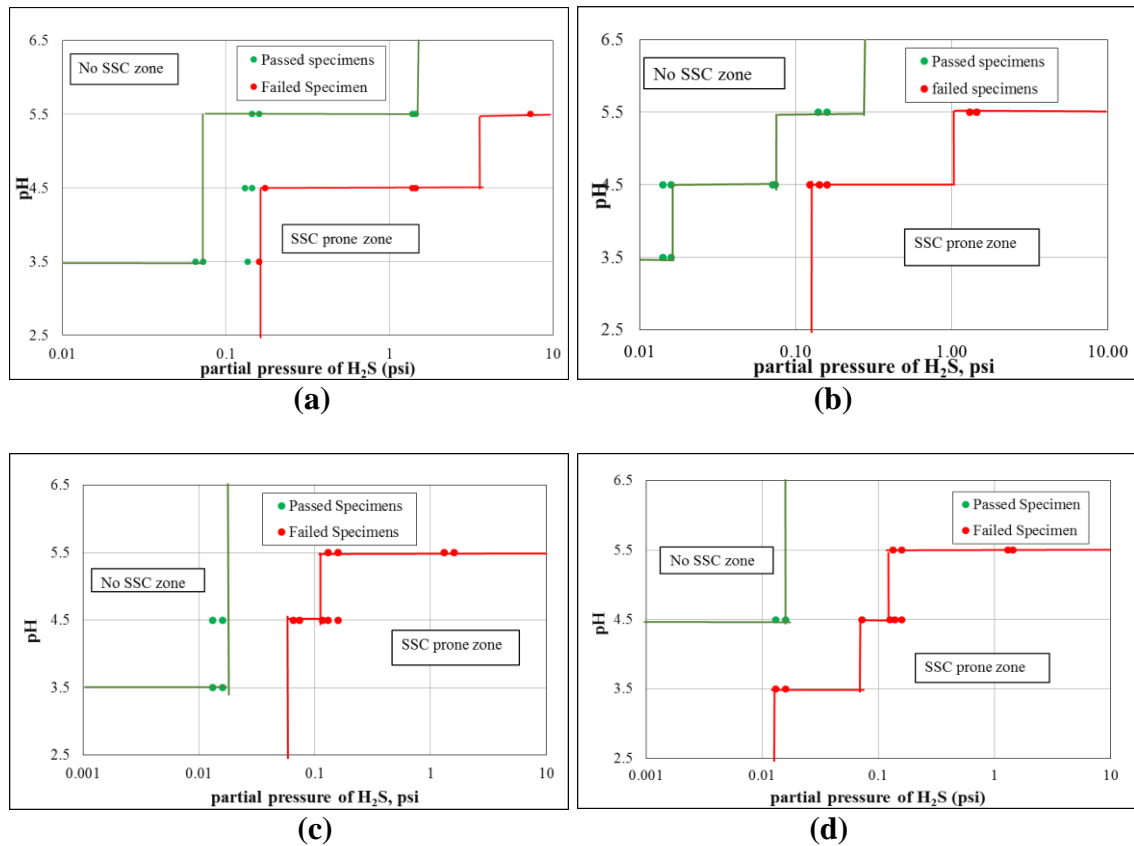 6.5
No SSC zone
Passed specimens
Failed Specimen
5.5
pH
4.5
SSC prone zone
3.5
2.5
0.01
0.1
1
10
partial pressure of H₂S (psi)
(a)
6.5
No SSC zone
Passed specimens
failed specimens
5.5
pH
4.5
SSC prone zone
3.5
2.5
0.01
0.10
1.00
10.00
partial pressure of H₂S, psi
(b)
6.5
Passed Specimens
Failed Specimens
5.5
No SSC zone
pH
4.5
SSC prone zone
3.5
2.5
0.001
0.01
0.1
1
10
partial pressure of H₂S, psi
(c)
6.5
Passed Specimen
Failed Specimen
5.5
No SSC zone
pH
4.5
SSC prone zone
3.5
2.5
0.001
0.01
0.1
1
10
partial pressure of H₂S (psi)
(d)